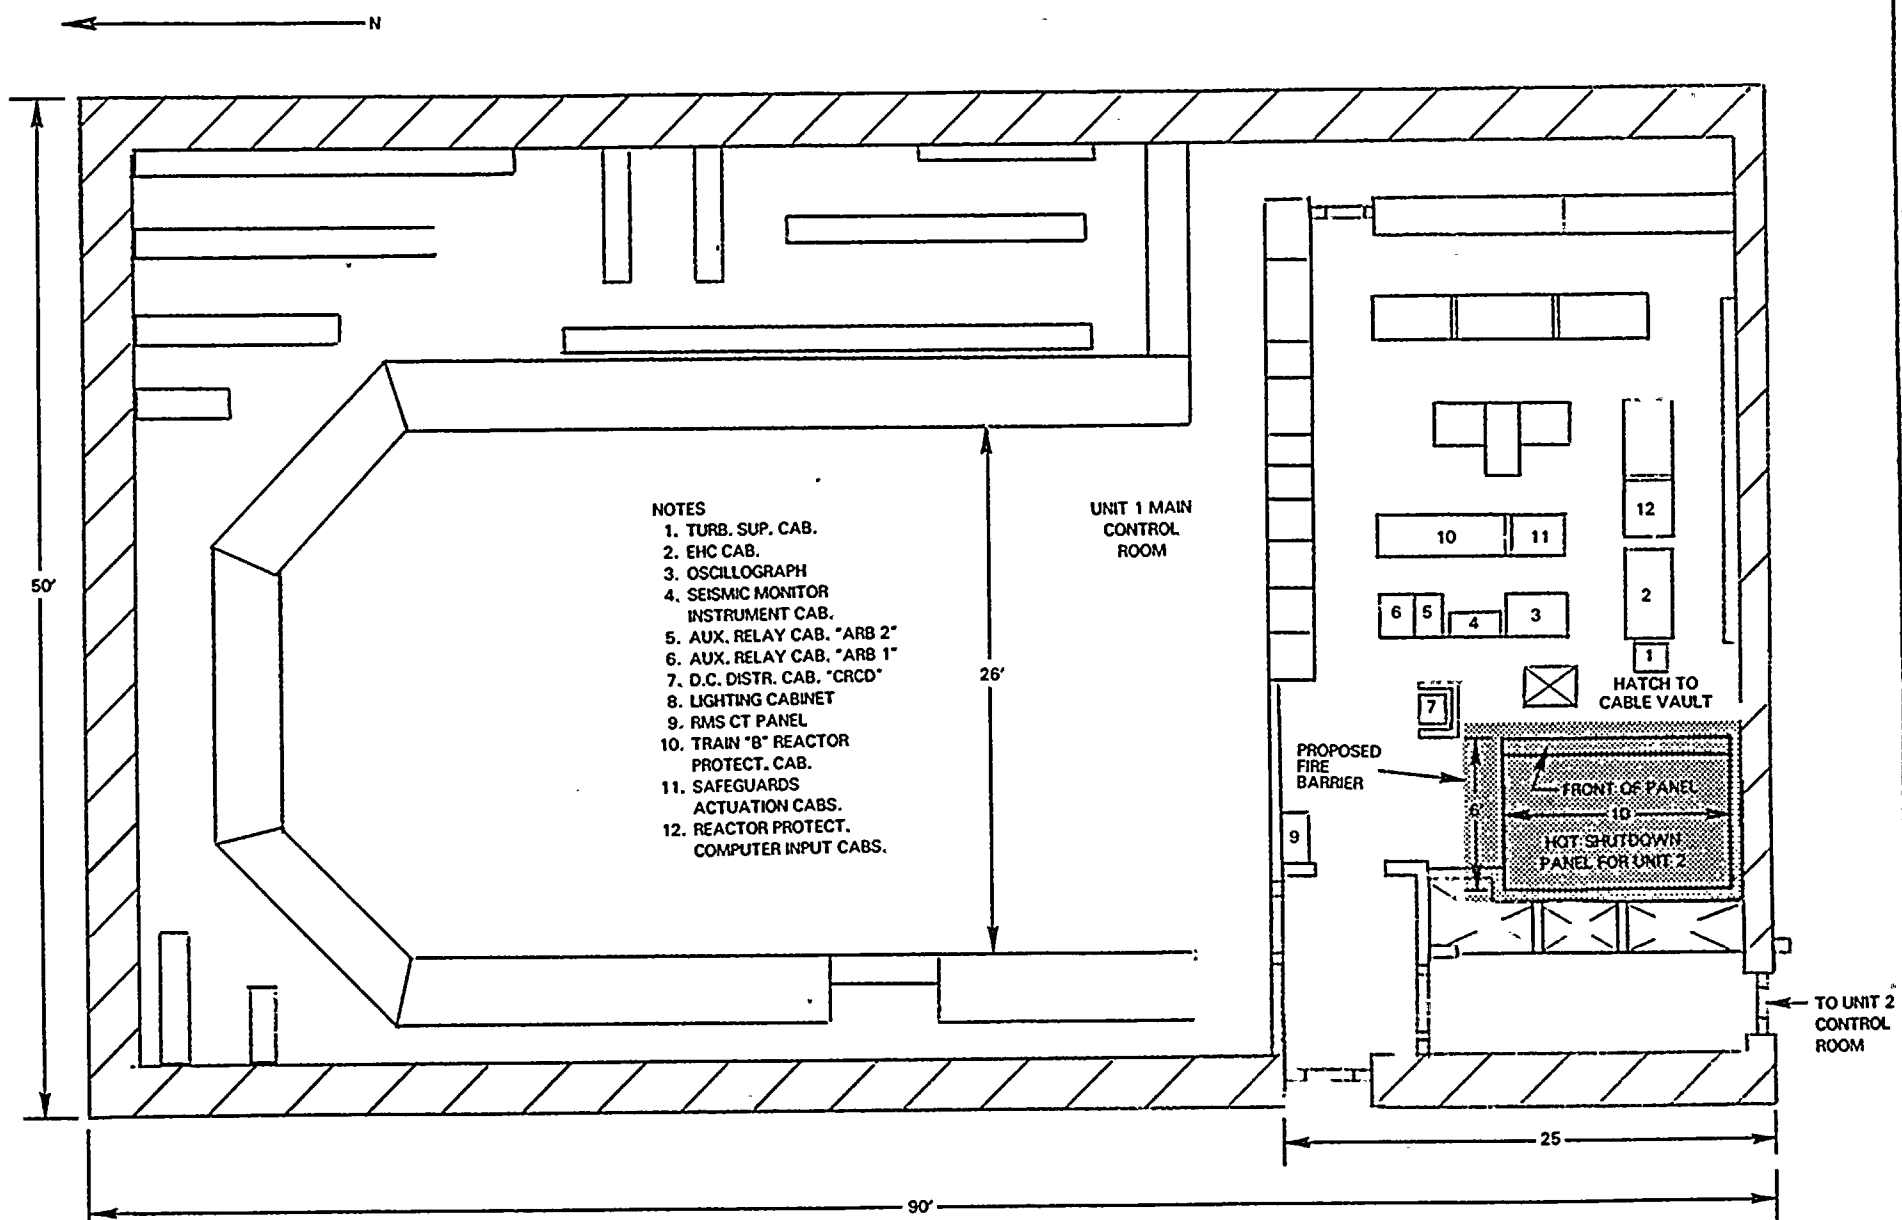 N
50'
NOTES
1. TURB. SUP. CAB.
2. EHC CAB.
3. OSCILLOGRAPH
4. SEISMIC MONITOR
INSTRUMENT CAB.
5. AUX. RELAY CAB. "ARB 2"
6. AUX. RELAY CAB. "ARB 1"
7. D.C. DISTR. CAB. "CRCD"
8. LIGHTING CABINET
9. RMS CT PANEL
10. TRAIN "B" REACTOR
PROTECT. CAB.
11. SAFEGUARDS
ACTUATION CABS.
12. REACTOR PROTECT.
COMPUTER INPUT CABS.
26'
UNIT 1 MAIN
CONTROL
ROOM
12
10 11
2
6 5 4 3
1
HATCH TO
CABLE VAULT
7
PROPOSED
FIRE
BARRIER
FRONT OF PANEL
6
10
HOT SHUTDOWN
PANEL FOR UNIT 2
9
TO UNIT 2
CONTROL
ROOM
25
90'